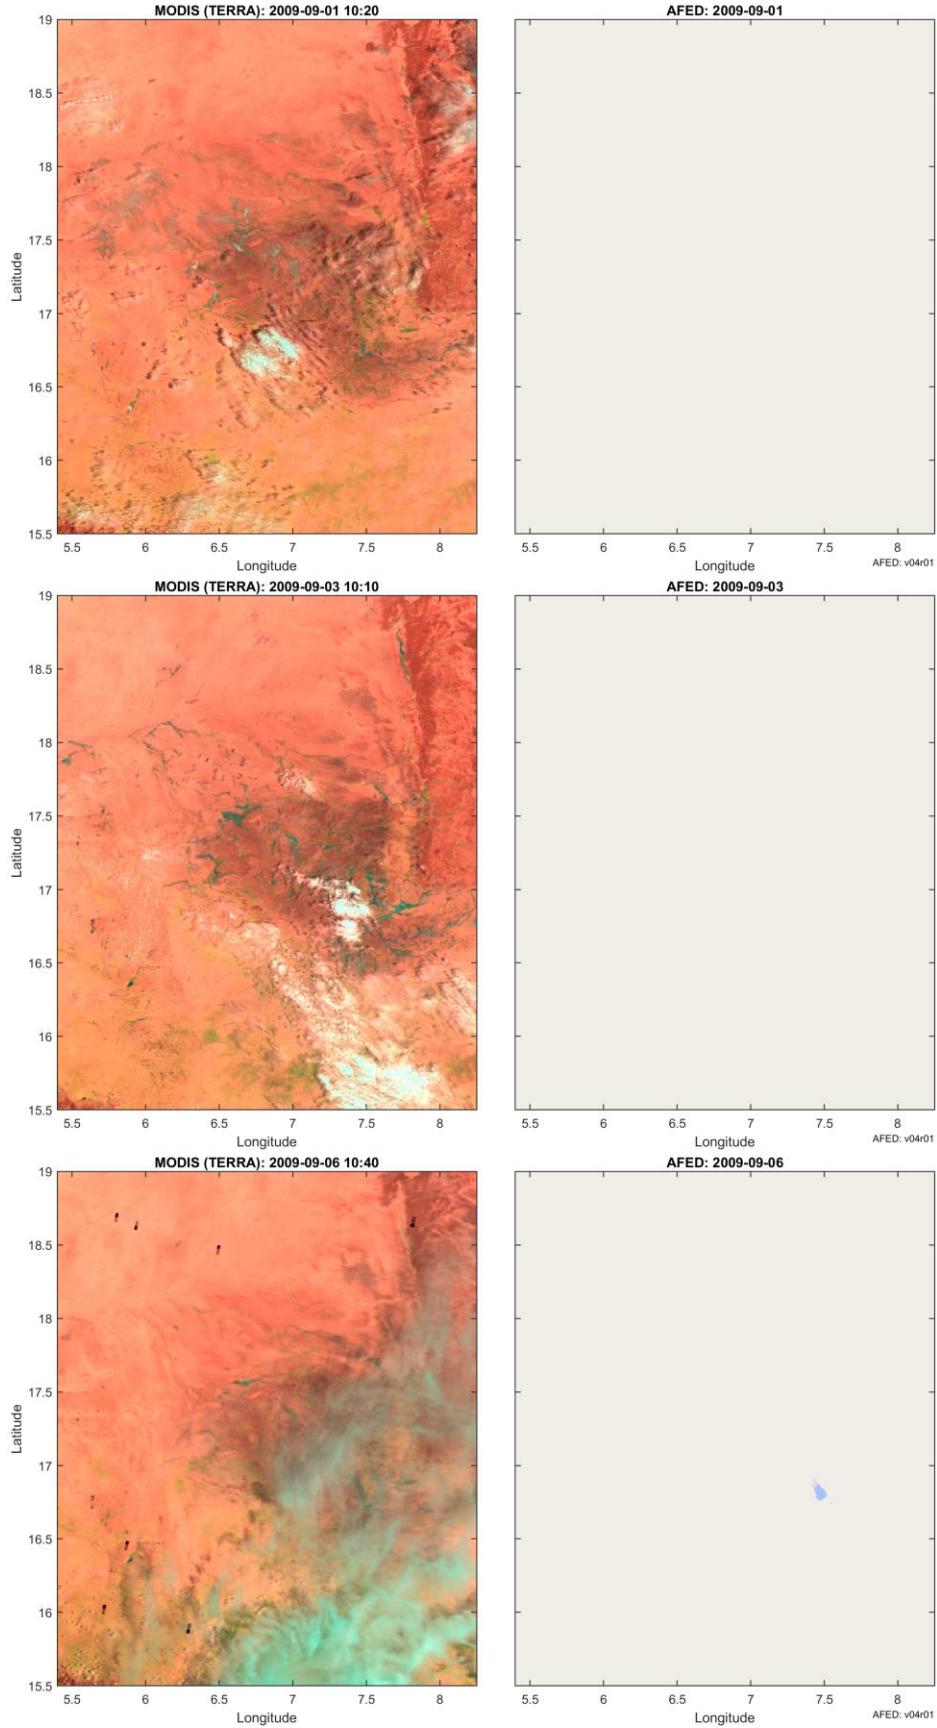 MODIS (TERRA): 2009-09-01 10:20 AFED: 2009-09-01
19
18.5
18
17.5
17
16.5
16
15.5
Latitude
5.5 6 6.5 7 7.5 8 5.5 6 6.5 7 7.5 8
Longitude Longitude AFED: v04r01
MODIS (TERRA): 2009-09-03 10:10 AFED: 2009-09-03
19
18.5
18
17.5
17
16.5
16
15.5
Latitude
5.5 6 6.5 7 7.5 8 5.5 6 6.5 7 7.5 8
Longitude Longitude AFED: v04r01
MODIS (TERRA): 2009-09-06 10:40 AFED: 2009-09-06
19
18.5
18
17.5
17
16.5
16
15.5
Latitude
5.5 6 6.5 7 7.5 8 5.5 6 6.5 7 7.5 8
Longitude Longitude AFED: v04r01